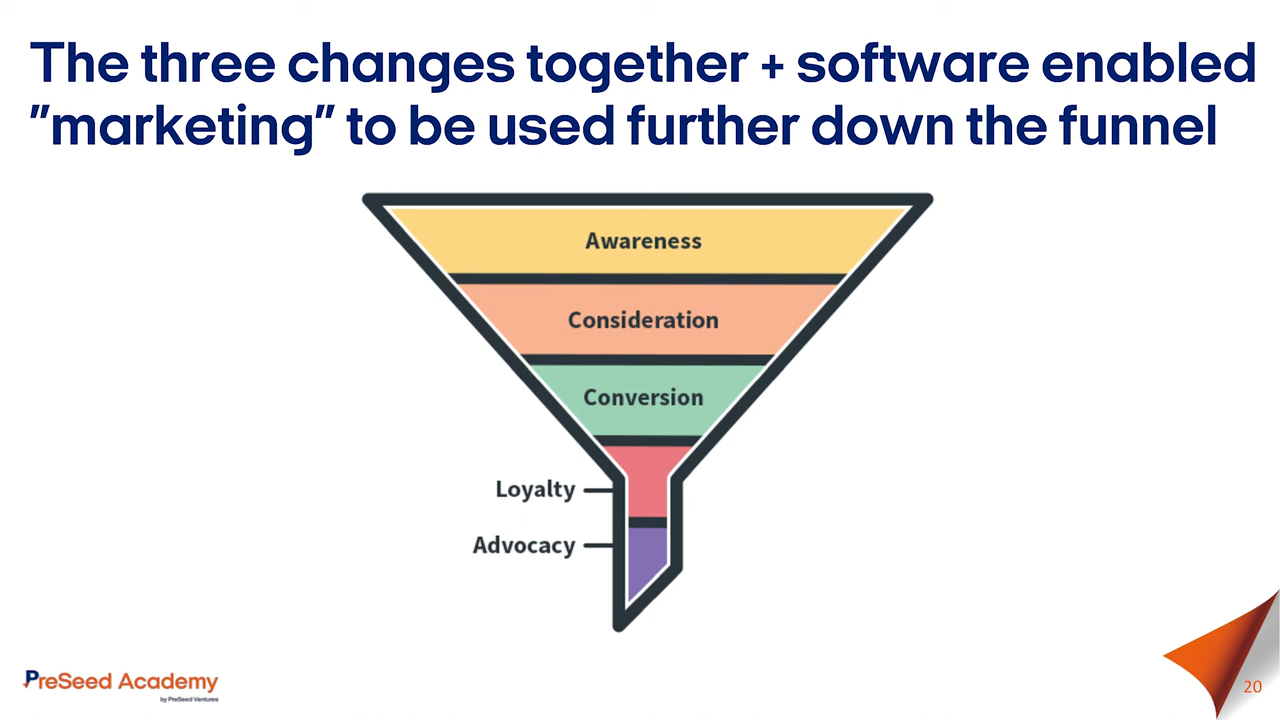 The three changes together + software enabled
"marketing" to be used further down the funnel
Awareness
Consideration
Conversion
Loyalty
Advocacy
PreSeed Academy
by PreSeed Ventures
20